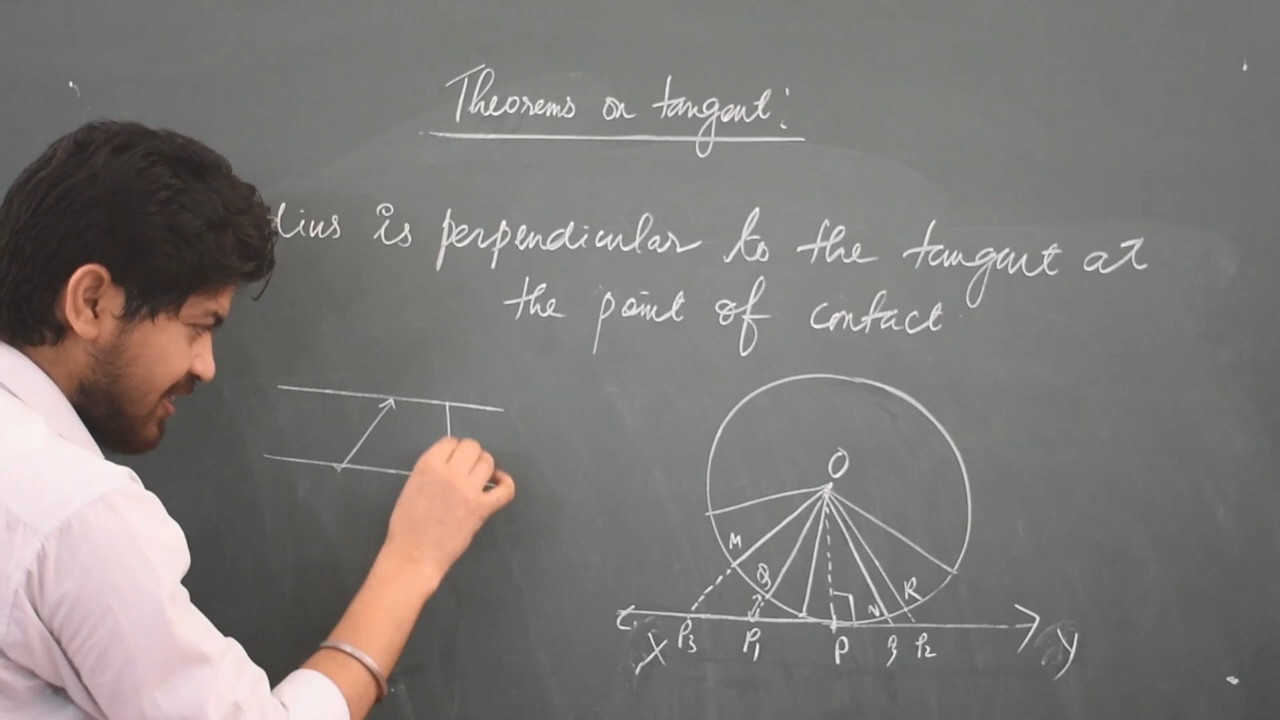 Theorems on tangent:
dius is perpendicular to the tangent at
the point of contact
O
M
Q
N R
P3 P1 P P2
X Y